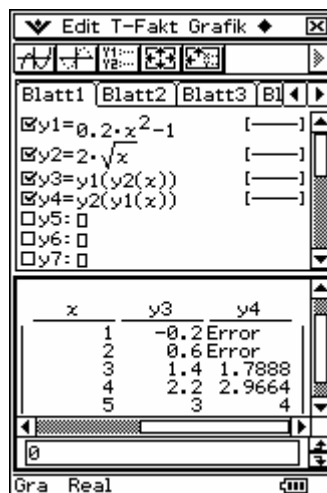 Edit T-Fakt Grafik
Y1:...
Y2:...
Blatt1 Blatt2 Blatt3 Bl
y1=0.2·x²-1 [—]
y2=2·√x [—]
y3=y1(y2(x)) [—]
y4=y2(y1(x)) [—]
y5:
y6:
y7:
x y3 y4
1 -0.2 Error
2 0.6 Error
3 1.4 1.7888
4 2.2 2.9664
5 3 4
0
Gra Real